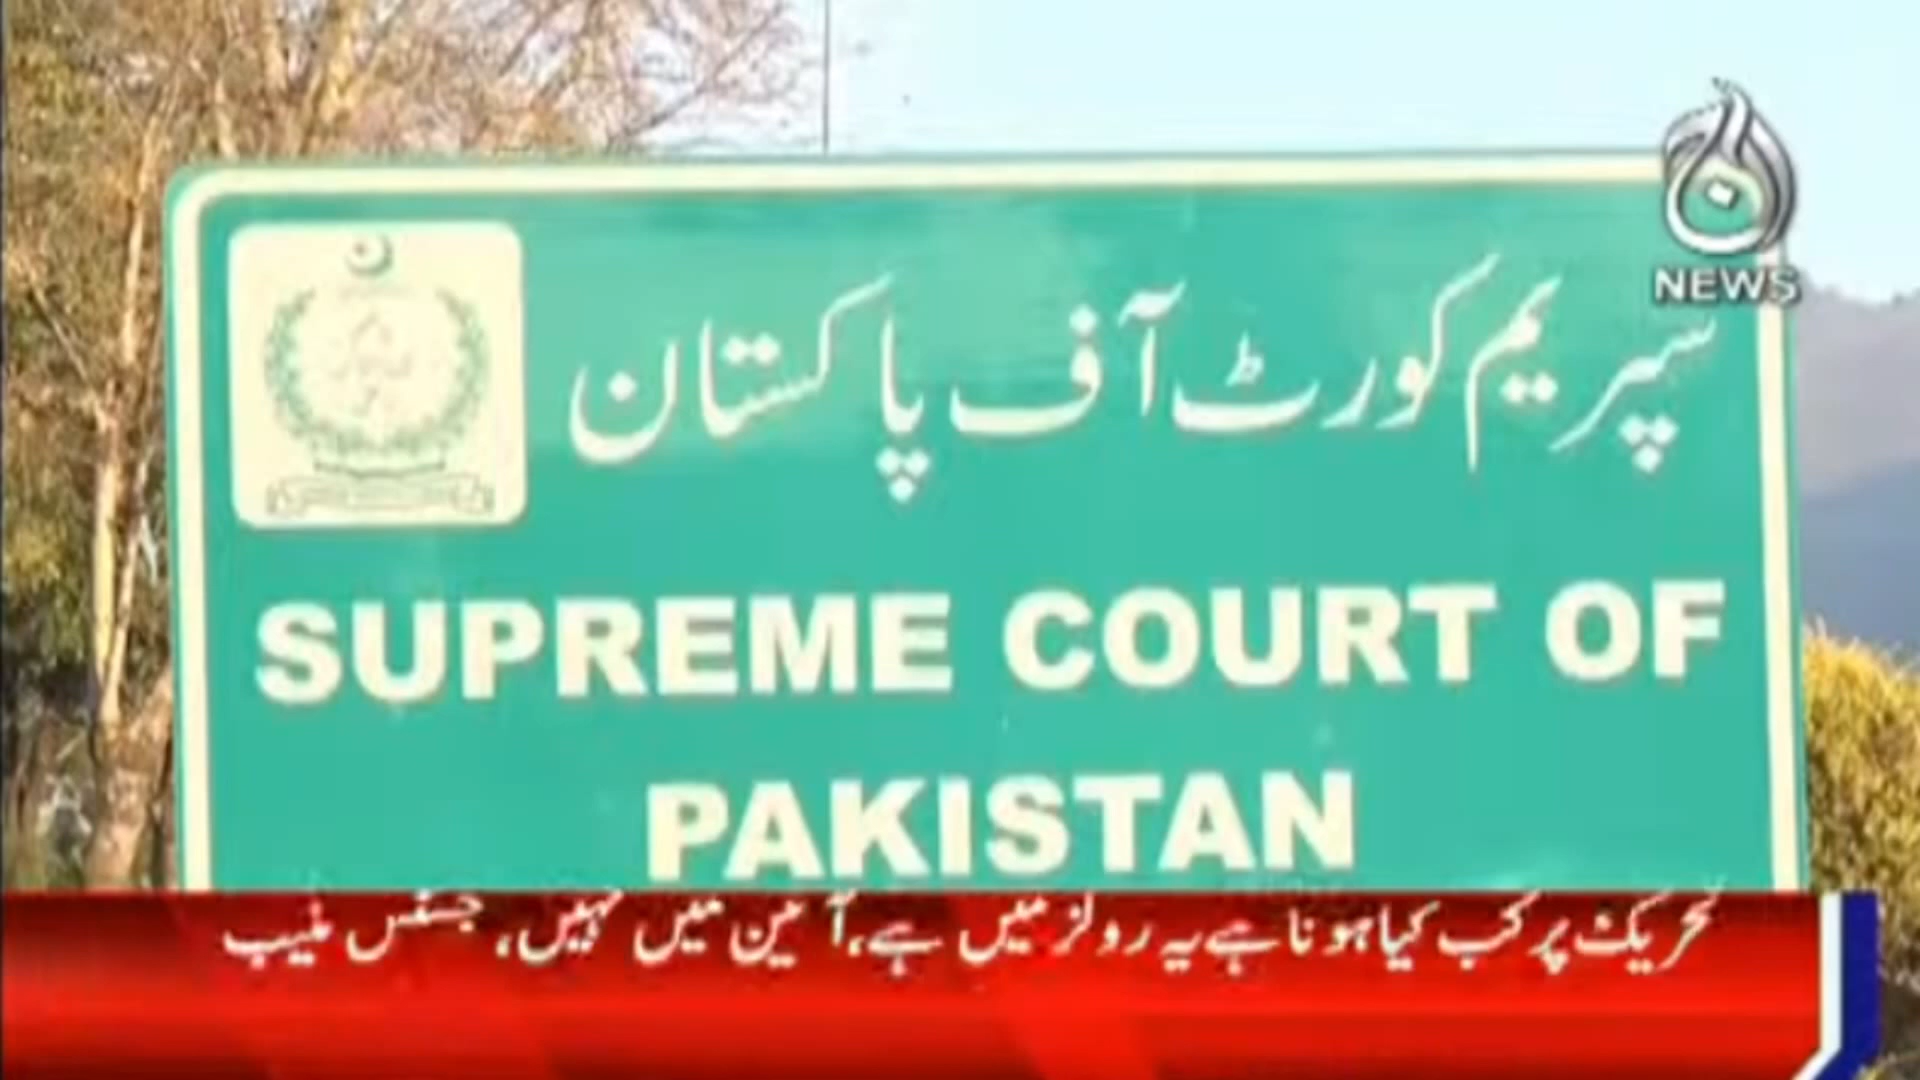 سپریم کورٹ آف پاکستان
SUPREME COURT OF
PAKISTAN
NEWS
تحریک پر کب کیا ہونا ہے یہ رولز میں ہے، آئین میں نہیں، جسٹس منیب